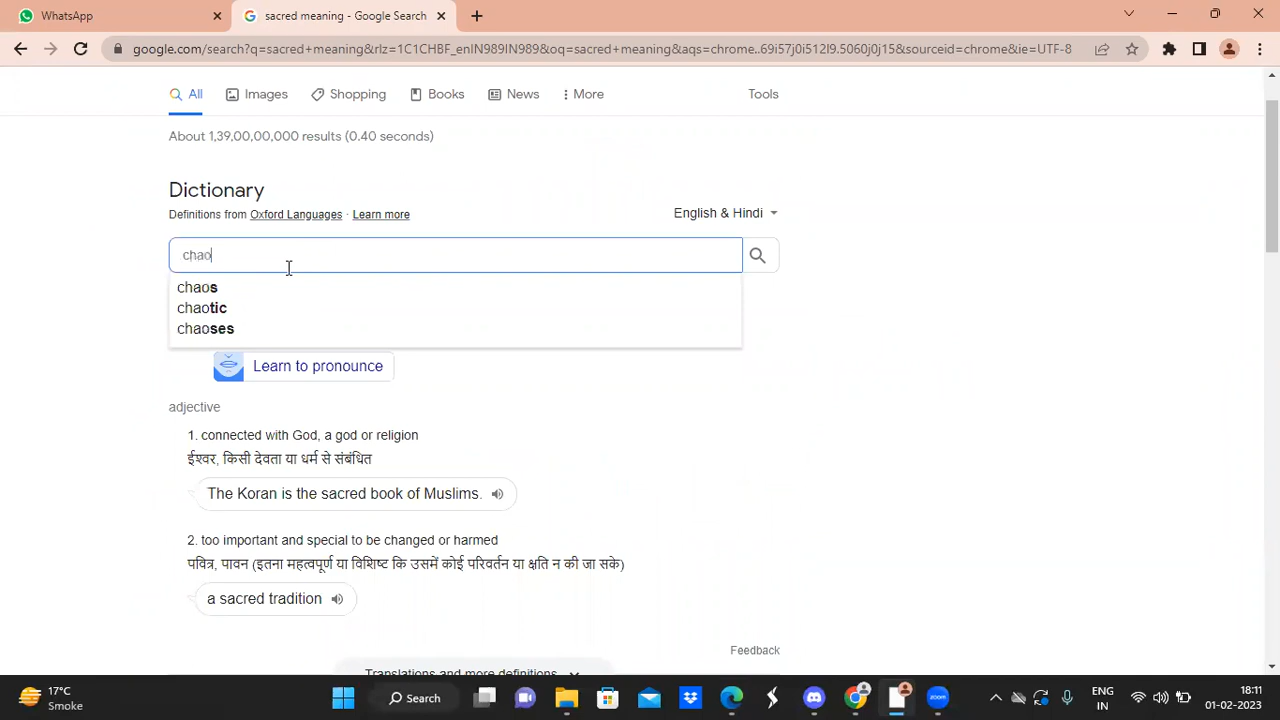 WhatsApp
sacred meaning - Google Search
google.com/search?q=sacred+meaning&rlz=1C1CHBF_enIN989IN989&oq=sacred+meaning&aqs=chrome..69i57j0i512l9.5060j0j15&sourceid=chrome&ie=UTF-8
All Images Shopping Books News More Tools
About 1,39,00,00,000 results (0.40 seconds)
Dictionary
Definitions from Oxford Languages · Learn more
English & Hindi
chao
chaos
chaotic
chaoses
Learn to pronounce
adjective
1. connected with God, a god or religion
ईश्वर, किसी देवता या धर्म से संबंधित
The Koran is the sacred book of Muslims.
2. too important and special to be changed or harmed
पवित्र, पावन (इतना महत्वपूर्ण या विशिष्ट कि उसमें कोई परिवर्तन या क्षति न की जा सके)
a sacred tradition
Feedback
Translations and more definitions
17°C
Smoke
Search
zoom
ENG
IN
18:11
01-02-2023